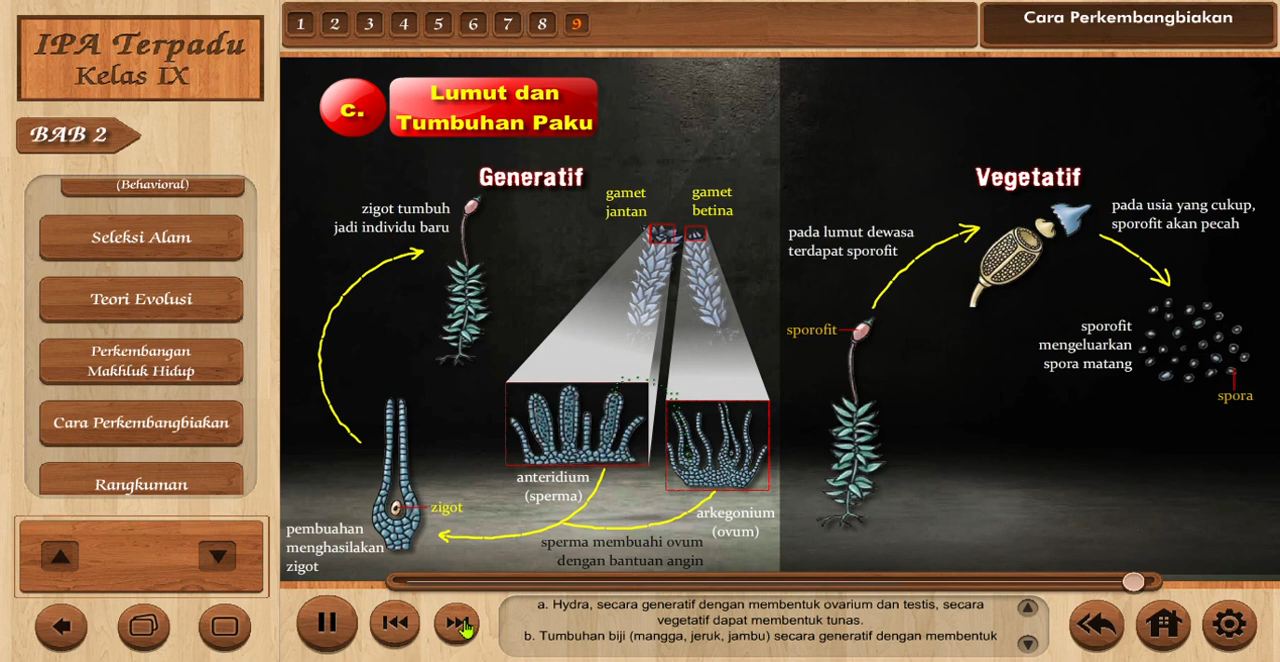 IPA Terpadu
Kelas IX
BAB 2
(Behavioral)
Seleksi Alam
Teori Evolusi
Perkembangan
Makhluk Hidup
Cara Perkembangbiakan
Rangkuman
1 2 3 4 5 6 7 8 9
Cara Perkembangbiakan
C.
Lumut dan
Tumbuhan Paku
Generatif
zigot tumbuh
jadi individu baru
gamet
jantan
gamet
betina
anteridium
(sperma)
arkegonium
(ovum)
zigot
pembuahan
menghasilakan
zigot
sperma membuahi ovum
dengan bantuan angin
Vegetatif
pada lumut dewasa
terdapat sporofit
pada usia yang cukup,
sporofit akan pecah
sporofit
sporofit
mengeluarkan
spora matang
spora
a. Hydra, secara generatif dengan membentuk ovarium dan testis, secara
vegetatif dapat membentuk tunas.
b. Tumbuhan biji (mangga, jeruk, jambu) secara generatif dengan membentuk